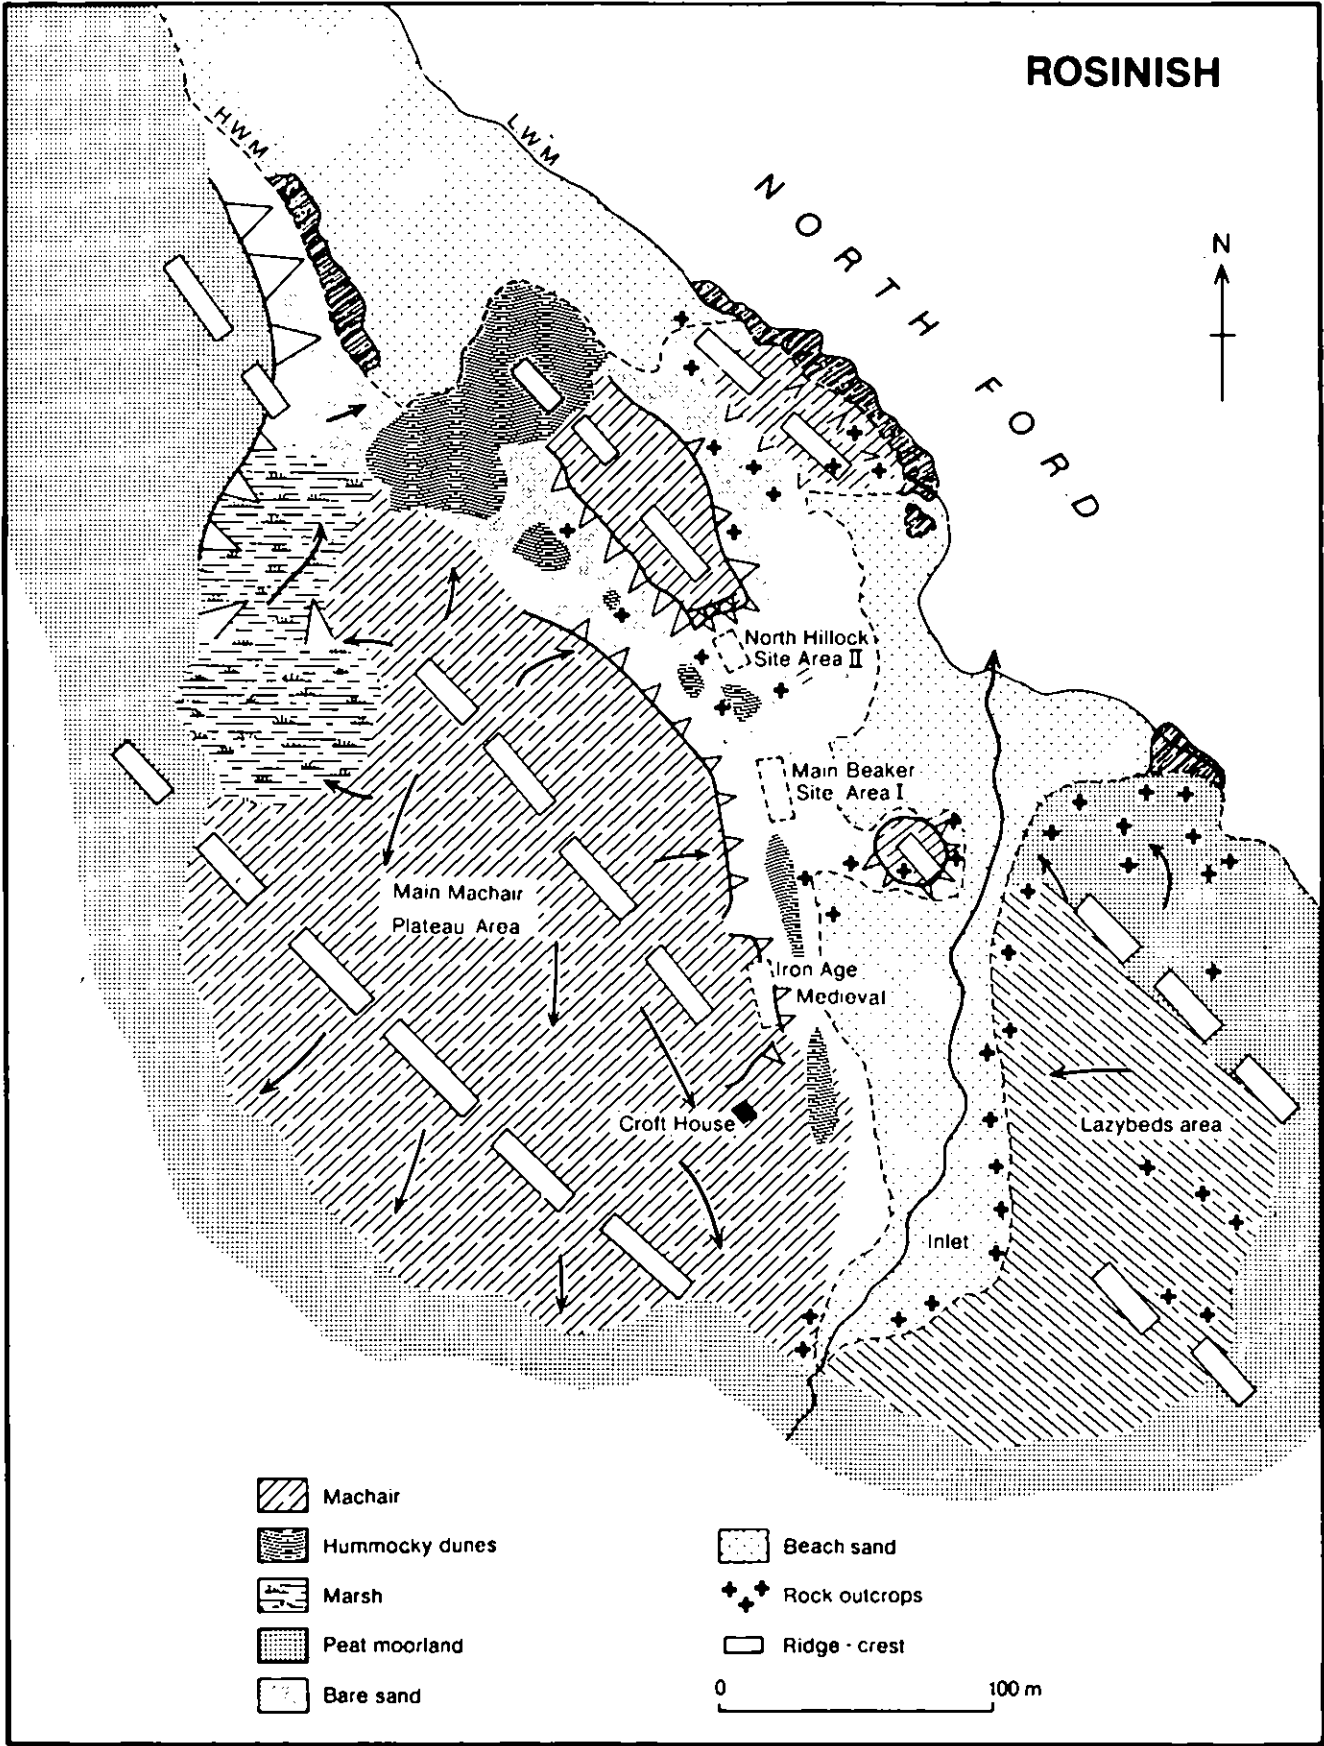 ROSINISH
H.W.M
L.W.M
NORTH FORD
N
North Hillock
Site Area II
Main Beaker
Site Area I
Main Machair
Plateau Area
Iron Age
Medieval
Croft House
Lazybeds area
Inlet
Machair
Hummocky dunes
Marsh
Peat moorland
Bare sand
Beach sand
Rock outcrops
Ridge - crest
0 100 m